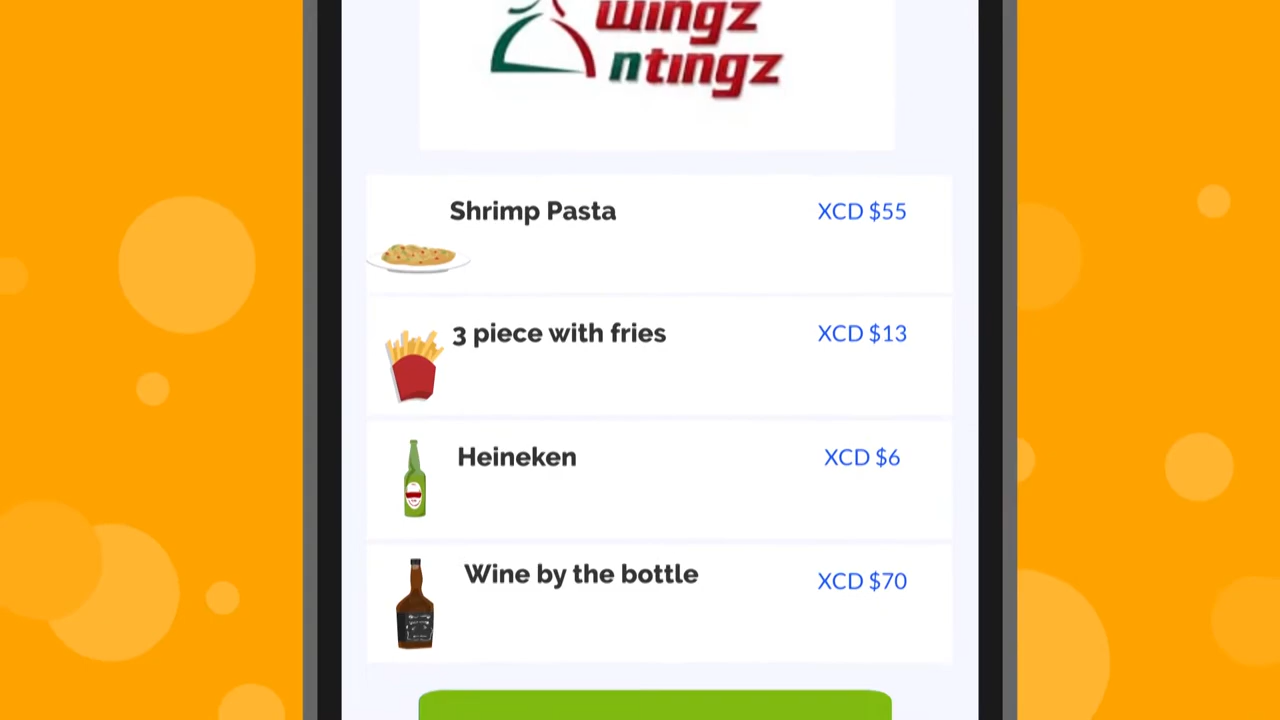 wingz
ntingz
Shrimp Pasta XCD $55
3 piece with fries XCD $13
Heineken XCD $6
Wine by the bottle XCD $70